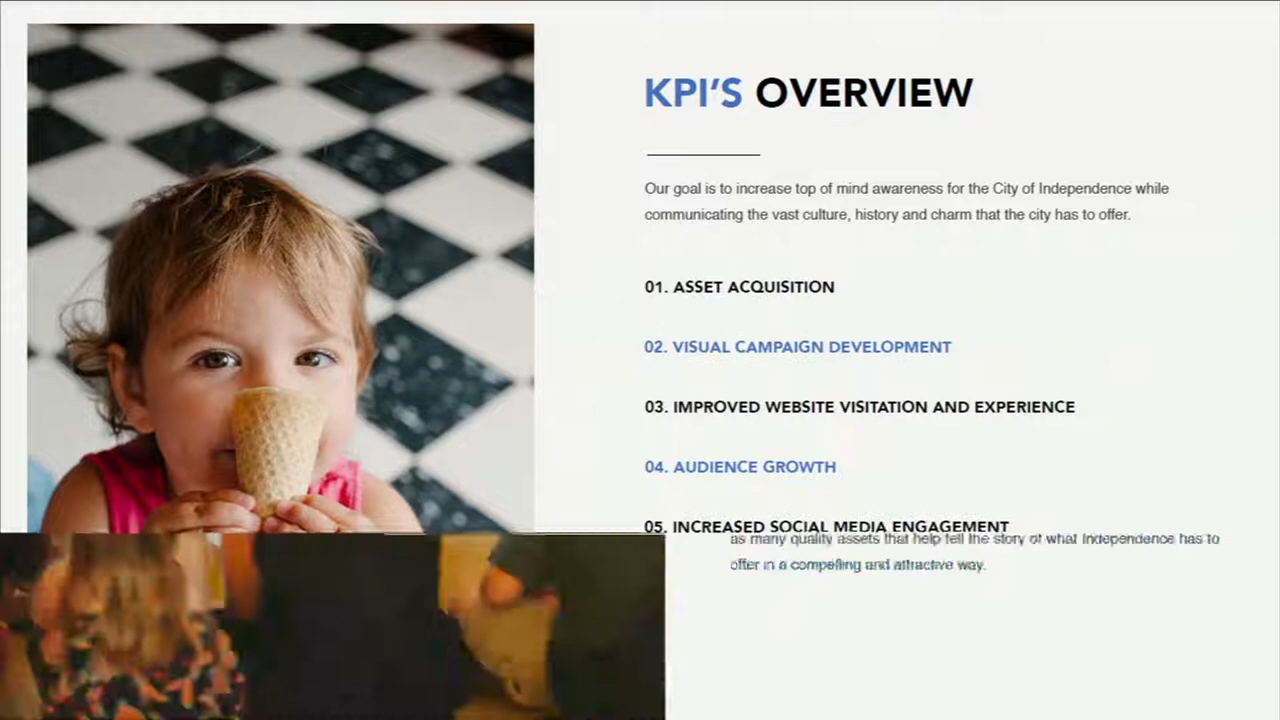 KPI'S OVERVIEW
Our goal is to increase top of mind awareness for the City of Independence while
communicating the vast culture, history and charm that the city has to offer.
01. ASSET ACQUISITION
02. VISUAL CAMPAIGN DEVELOPMENT
03. IMPROVED WEBSITE VISITATION AND EXPERIENCE
04. AUDIENCE GROWTH
05. INCREASED SOCIAL MEDIA ENGAGEMENT
as many quality assets that help tell the story of what Independence has to
offer in a compelling and attractive way.